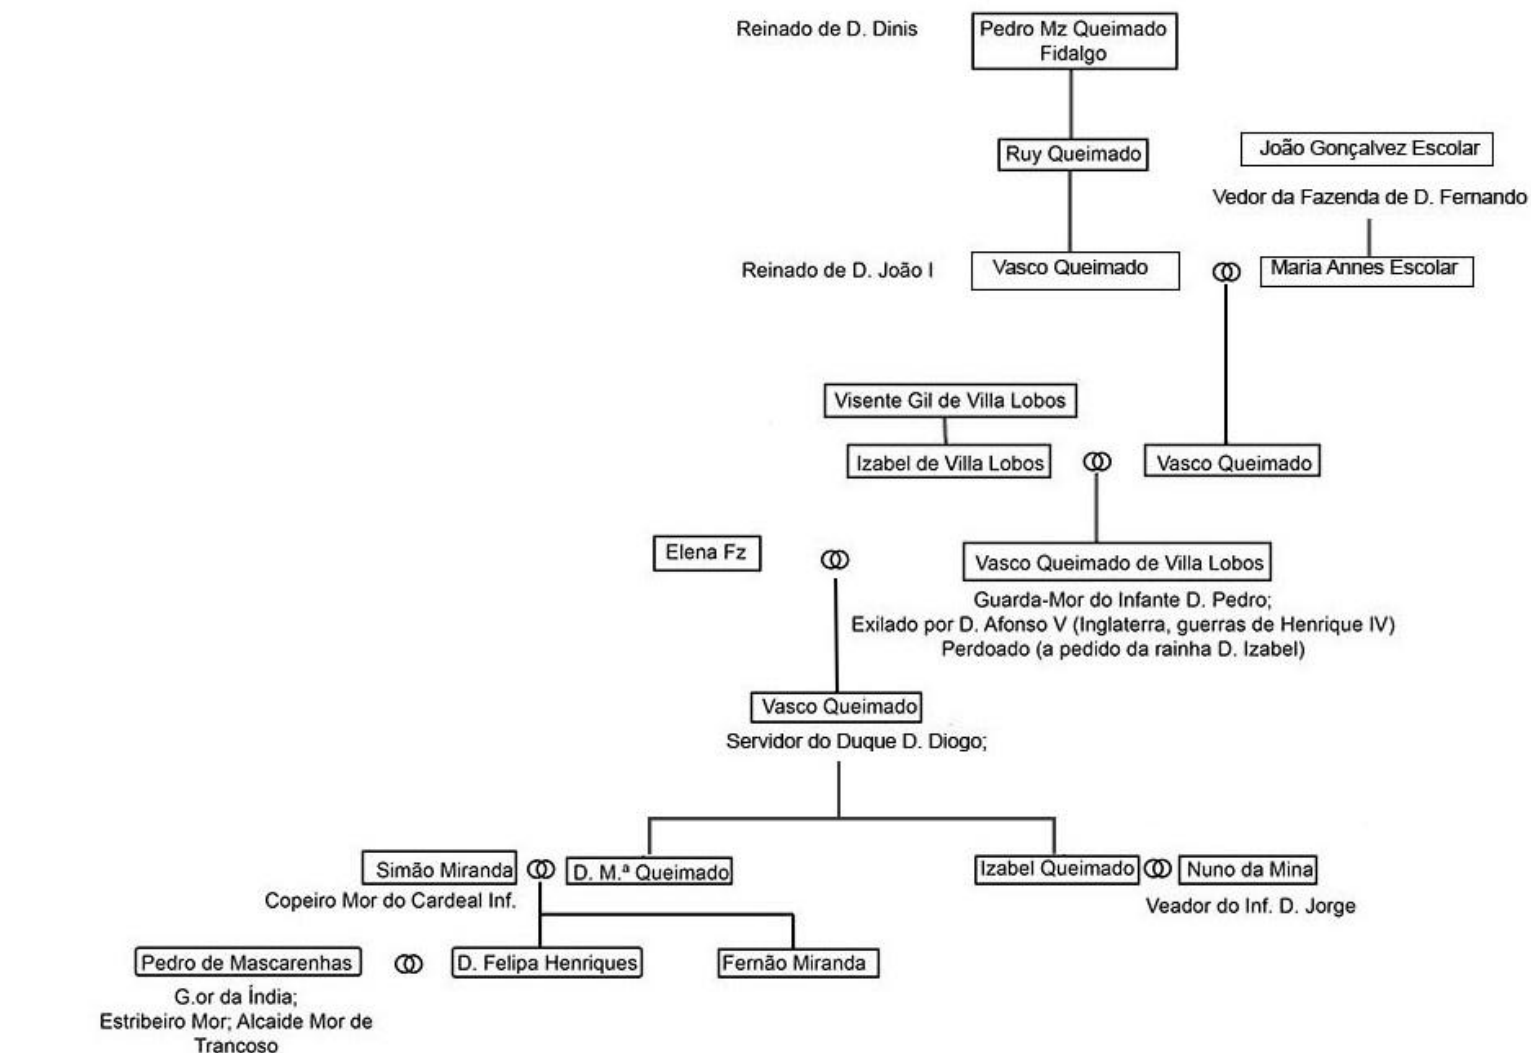 Reinado de D. Dinis
Pedro Mz Queimado
Fidalgo
Ruy Queimado
João Gonçalvez Escolar
Vedor da Fazenda de D. Fernando
Reinado de D. João I
Vasco Queimado
Maria Annes Escolar
Visente Gil de Villa Lobos
Izabel de Villa Lobos
Vasco Queimado
Elena Fz
Vasco Queimado de Villa Lobos
Guarda-Mor do Infante D. Pedro;
Exilado por D. Afonso V (Inglaterra, guerras de Henrique IV)
Perdoado (a pedido da rainha D. Izabel)
Vasco Queimado
Servidor do Duque D. Diogo;
Simão Miranda
D. M.ª Queimado
Izabel Queimado
Nuno da Mina
Copeiro Mor do Cardeal Inf.
Veador do Inf. D. Jorge
Pedro de Mascarenhas
D. Felipa Henriques
Fernão Miranda
G.or da Índia;
Estribeiro Mor; Alcaide Mor de
Trancoso